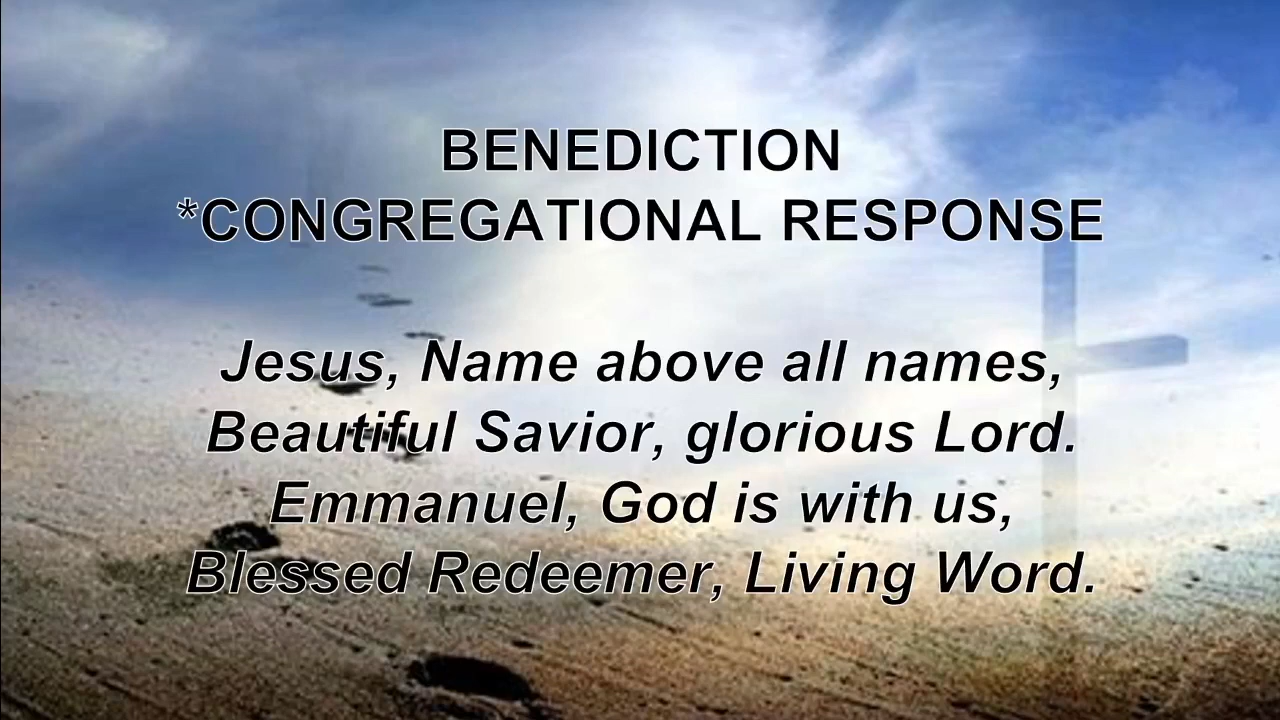 BENEDICTION
*CONGREGATIONAL RESPONSE
Jesus, Name above all names,
Beautiful Savior, glorious Lord.
Emmanuel, God is with us,
Blessed Redeemer, Living Word.